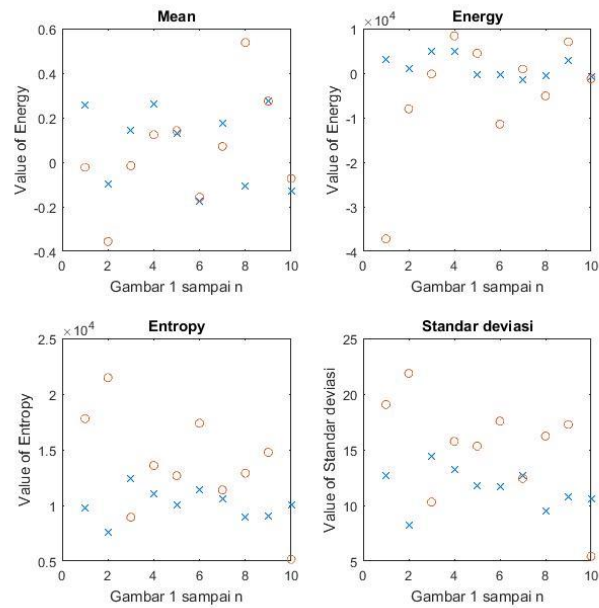 Mean
Value of Energy
0.6
0.4
0.2
0
-0.2
-0.4
0 2 4 6 8 10
Gambar 1 sampai n
Energy
×10^4
Value of Energy
1
0
-1
-2
-3
-4
0 2 4 6 8 10
Gambar 1 sampai n
Entropy
×10^4
Value of Entropy
2.5
2
1.5
1
0.5
0 2 4 6 8 10
Gambar 1 sampai n
Standar deviasi
Value of Standar deviasi
25
20
15
10
5
0 2 4 6 8 10
Gambar 1 sampai n